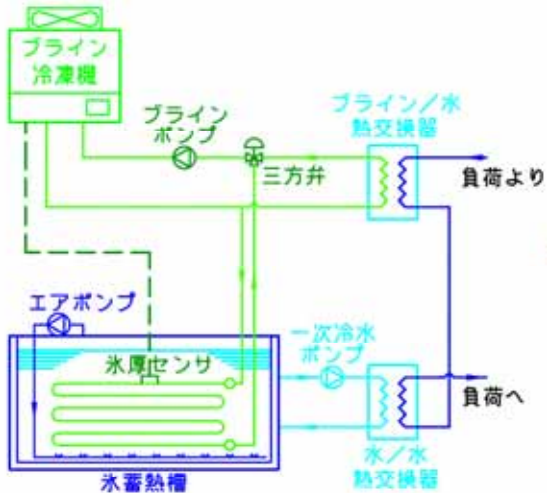 ブライン
冷凍機
ブライン
ポンプ
三方弁
ブライン/水
熱交換器
負荷より
エアポンプ
氷厚センサ
一次冷水
ポンプ
負荷へ
水/水
熱交換器
氷蓄熱槽